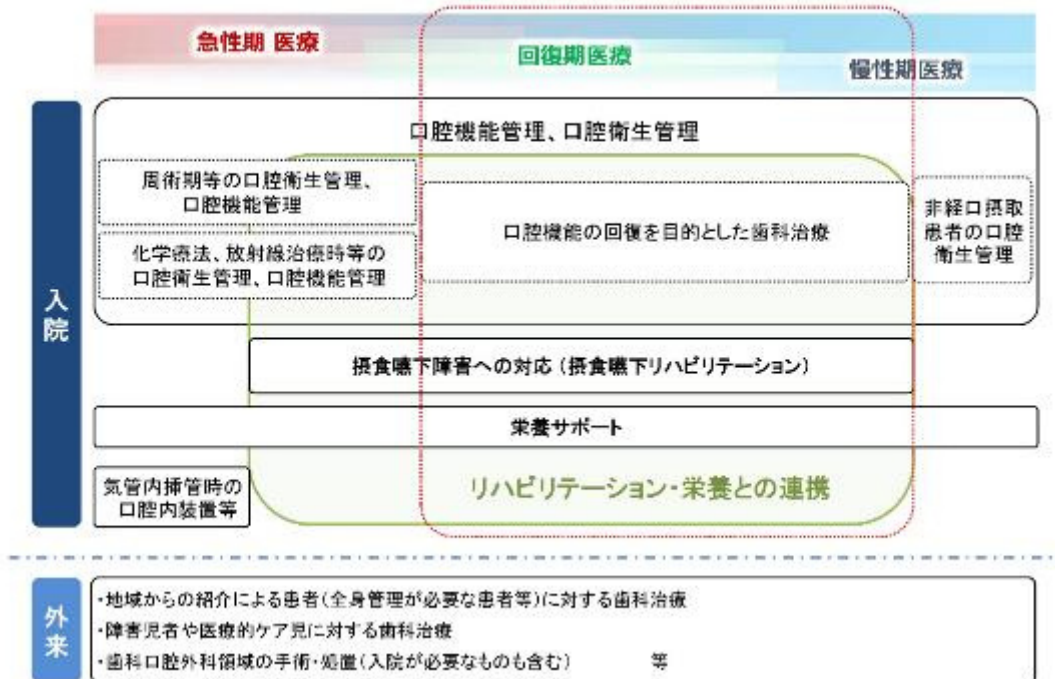 急性期 医療
回復期医療
慢性期医療
入院
口腔機能管理、口腔衛生管理
周術期等の口腔衛生管理、
口腔機能管理
化学療法、放射線治療時等の
口腔衛生管理、口腔機能管理
口腔機能の回復を目的とした歯科治療
非経口摂取
患者の口腔
衛生管理
摂食嚥下障害への対応（摂食嚥下リハビリテーション）
栄養サポート
気管内挿管時の
口腔内装置等
リハビリテーション・栄養との連携
外来
・地域からの紹介による患者（全身管理が必要な患者等）に対する歯科治療
・障害児者や医療的ケア児に対する歯科治療
・歯科口腔外科領域の手術・処置（入院が必要なものも含む）　　　等